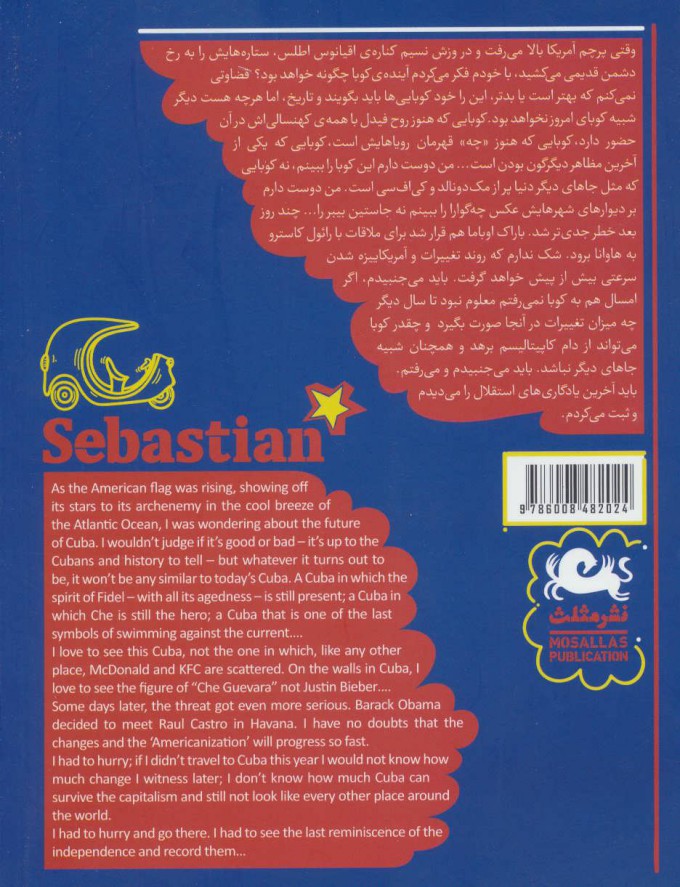 وقتی پرچم آمریکا بالا می‌رفت و در وزش نسیم کناره‌ی اقیانوس اطلس، ستاره‌هایش را به رخ
دشمن قدیمی می‌کشید، با خودم فکر می‌کردم آینده‌ی کوبا چگونه خواهد بود؟ قضاوتی
نمی‌کنم که بهتر است یا بدتر، این را خود کوبایی‌ها باید بگویند و تاریخ، اما هرچه هست دیگر
شبیه کوبای امروز نخواهد بود. کوبایی که هنوز روح فیدل با همه‌ی کهنسالی‌اش در آن
حضور دارد، کوبایی که هنوز «چه» قهرمان رویاهایش است، کوبایی که یکی از
آخرین مظاهر دیگرگون بودن است... من دوست دارم این کوبا را ببینم، نه کوبایی
که مثل جاهای دیگر دنیا پر از مک‌دونالد و کی‌اف‌سی است. من دوست دارم
بر دیوارهای شهرهایش عکس چه‌گوارا را ببینم نه جاستین بیبر را... چند روز
بعد خطر جدی‌تر شد. باراک اوباما هم قرار شد برای ملاقات با رائول کاسترو
به هاوانا برود. شک ندارم که روند تغییرات و آمریکاییزه شدن
سرعتی بیش از پیش خواهد گرفت. باید می‌جنبیدم، اگر
امسال هم به کوبا نمی‌رفتم معلوم نبود تا سال دیگر
چه میزان تغییرات در آنجا صورت بگیرد و چقدر کوبا
می‌تواند از دام کاپیتالیسم برهد و همچنان شبیه
جاهای دیگر نباشد. باید می‌جنبیدم و می‌رفتم.
باید آخرین یادگاری‌های استقلال را می‌دیدم
و ثبت می‌کردم.
Sebastian
As the American flag was rising, showing off
its stars to its archenemy in the cool breeze of
the Atlantic Ocean, I was wondering about the future
of Cuba. I wouldn't judge if it's good or bad – it's up to the
Cubans and history to tell – but whatever it turns out to
be, it won't be any similar to today's Cuba. A Cuba in which the
spirit of Fidel – with all its agedness – is still present; a Cuba in
which Che is still the hero; a Cuba that is one of the last
symbols of swimming against the current....
I love to see this Cuba, not the one in which, like any other
place, McDonald and KFC are scattered. On the walls in Cuba, I
love to see the figure of "Che Guevara" not Justin Bieber....
Some days later, the threat got even more serious. Barack Obama
decided to meet Raul Castro in Havana. I have no doubts that the
changes and the 'Americanization' will progress so fast.
I had to hurry; if I didn't travel to Cuba this year I would not know how
much change I witness later; I don't know how much Cuba can
survive the capitalism and still not look like every other place around
the world.
I had to hurry and go there. I had to see the last reminiscence of the
independence and record them...
9 786008 482024
نشر مثلث
MOSALLAS
PUBLICATION